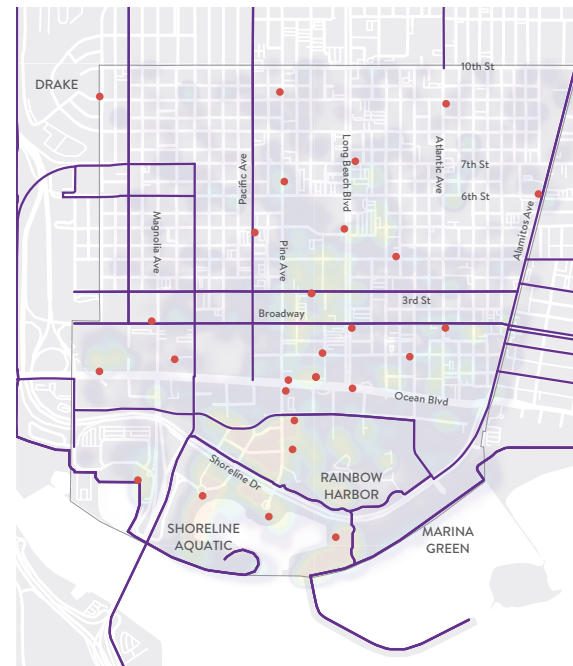 10th St
DRAKE
Long Beach Blvd
Atlantic Ave
Pacific Ave
7th St
6th St
Magnolia Ave
Pine Ave
Alamitos Ave
3rd St
Broadway
Ocean Blvd
Shoreline Dr
RAINBOW
HARBOR
SHORELINE
AQUATIC
MARINA
GREEN